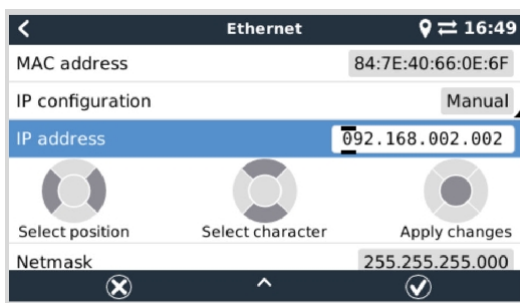 Ethernet 16:49
MAC address 84:7E:40:66:0E:6F
IP configuration Manual
IP address 092.168.002.002
Select position Select character Apply changes
Netmask 255.255.255.000